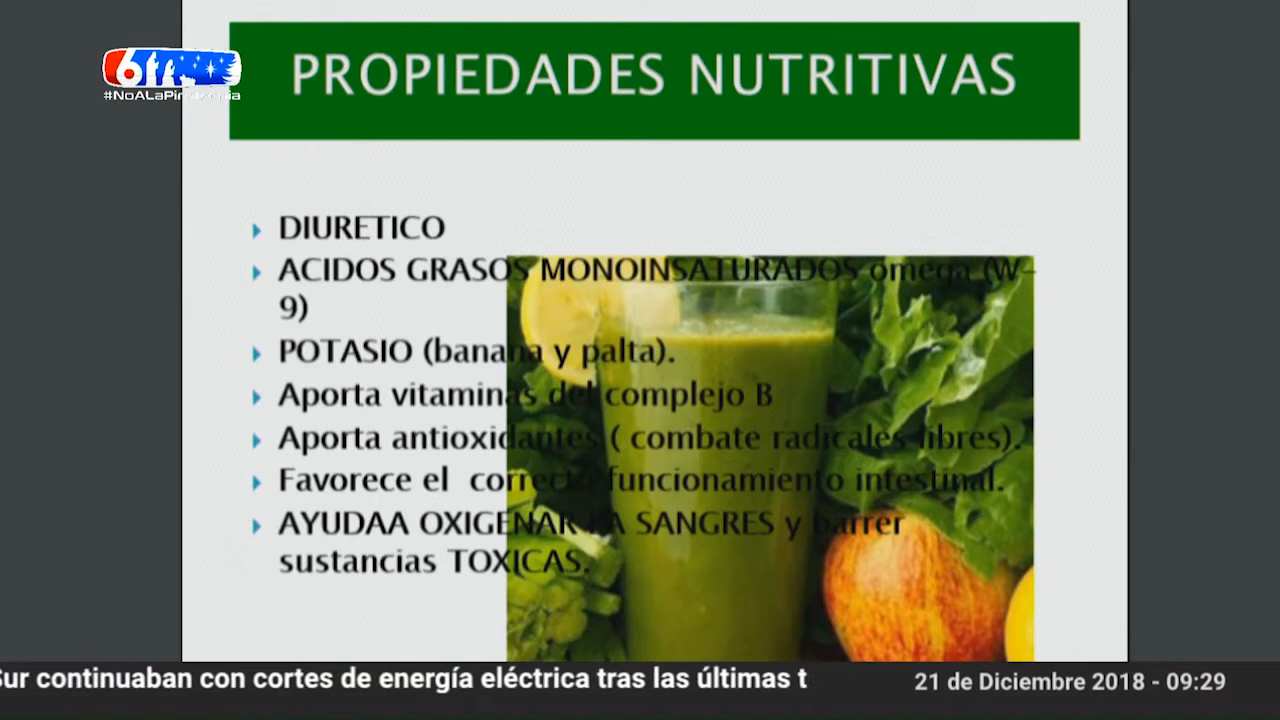 PROPIEDADES NUTRITIVAS
6
#NoALaPirotecnia
DIURETICO
ACIDOS GRASOS MONOINSATURADOS omega (W-
9)
POTASIO (banana y palta).
Aporta vitaminas del complejo B
Aporta antioxidantes ( combate radicales libres).
Favorece el correcto funcionamiento intestinal.
AYUDAA OXIGENAR LA SANGRES y barrer
sustancias TOXICAS.
Sur continuaban con cortes de energía eléctrica tras las últimas t
21 de Diciembre 2018 - 09:29